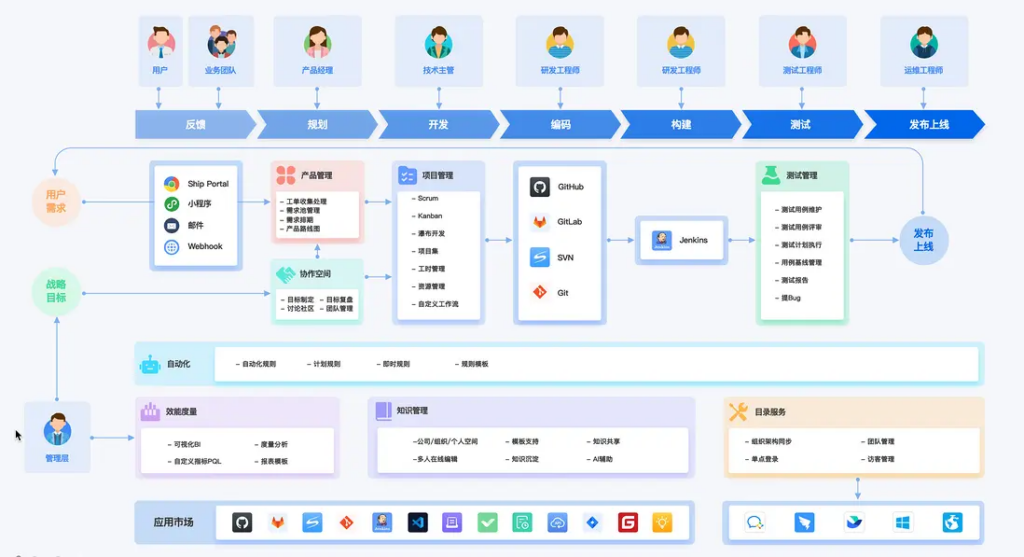 用户
业务团队
产品经理
技术主管
研发工程师
研发工程师
测试工程师
运维工程师
反馈
规划
开发
编码
构建
测试
发布上线
用户
需求
Ship Portal
小程序
邮件
Webhook
产品管理
– 工单收集处理
– 需求池管理
– 需求排期
– 产品路线图
协作空间
– 目标制定 – 目标复盘
– 讨论社区 – 团队管理
项目管理
– Scrum
– Kanban
– 瀑布开发
– 项目集
– 工时管理
– 资源管理
– 自定义工作流
GitHub
GitLab
SVN
Git
Jenkins
测试管理
– 测试用例维护
– 测试用例评审
– 测试计划执行
– 用例基线管理
– 测试报告
– 提Bug
发布
上线
战略
目标
自动化
– 自动化规则 – 计划规则 – 即时规则 – 规则模板
管理层
效能度量
– 可视化BI – 度量分析
– 自定义指标PQL – 报表模板
知识管理
–公司/组织/个人空间 – 模板支持 – 知识共享
–多人在线编辑 – 知识沉淀 – AI辅助
目录服务
– 组织架构同步 – 团队管理
– 单点登录 – 访客管理
应用市场